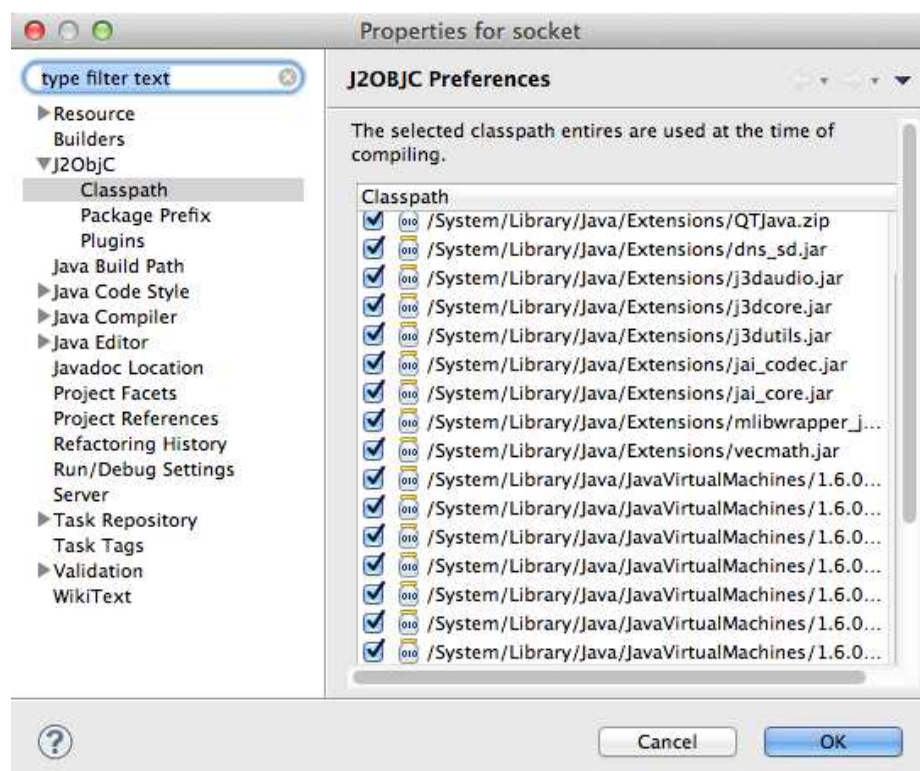 Properties for socket
type filter text
Resource
Builders
J2ObjC
Classpath
Package Prefix
Plugins
Java Build Path
Java Code Style
Java Compiler
Java Editor
Javadoc Location
Project Facets
Project References
Refactoring History
Run/Debug Settings
Server
Task Repository
Task Tags
Validation
WikiText
J2OBJC Preferences
The selected classpath entires are used at the time of
compiling.
Classpath
/System/Library/Java/Extensions/QTJava.zip
/System/Library/Java/Extensions/dns_sd.jar
/System/Library/Java/Extensions/j3daudio.jar
/System/Library/Java/Extensions/j3dcore.jar
/System/Library/Java/Extensions/j3dutils.jar
/System/Library/Java/Extensions/jai_codec.jar
/System/Library/Java/Extensions/jai_core.jar
/System/Library/Java/Extensions/mlibwrapper_j...
/System/Library/Java/Extensions/vecmath.jar
/System/Library/Java/JavaVirtualMachines/1.6.0...
/System/Library/Java/JavaVirtualMachines/1.6.0...
/System/Library/Java/JavaVirtualMachines/1.6.0...
/System/Library/Java/JavaVirtualMachines/1.6.0...
/System/Library/Java/JavaVirtualMachines/1.6.0...
/System/Library/Java/JavaVirtualMachines/1.6.0...
/System/Library/Java/JavaVirtualMachines/1.6.0...
?
Cancel
OK